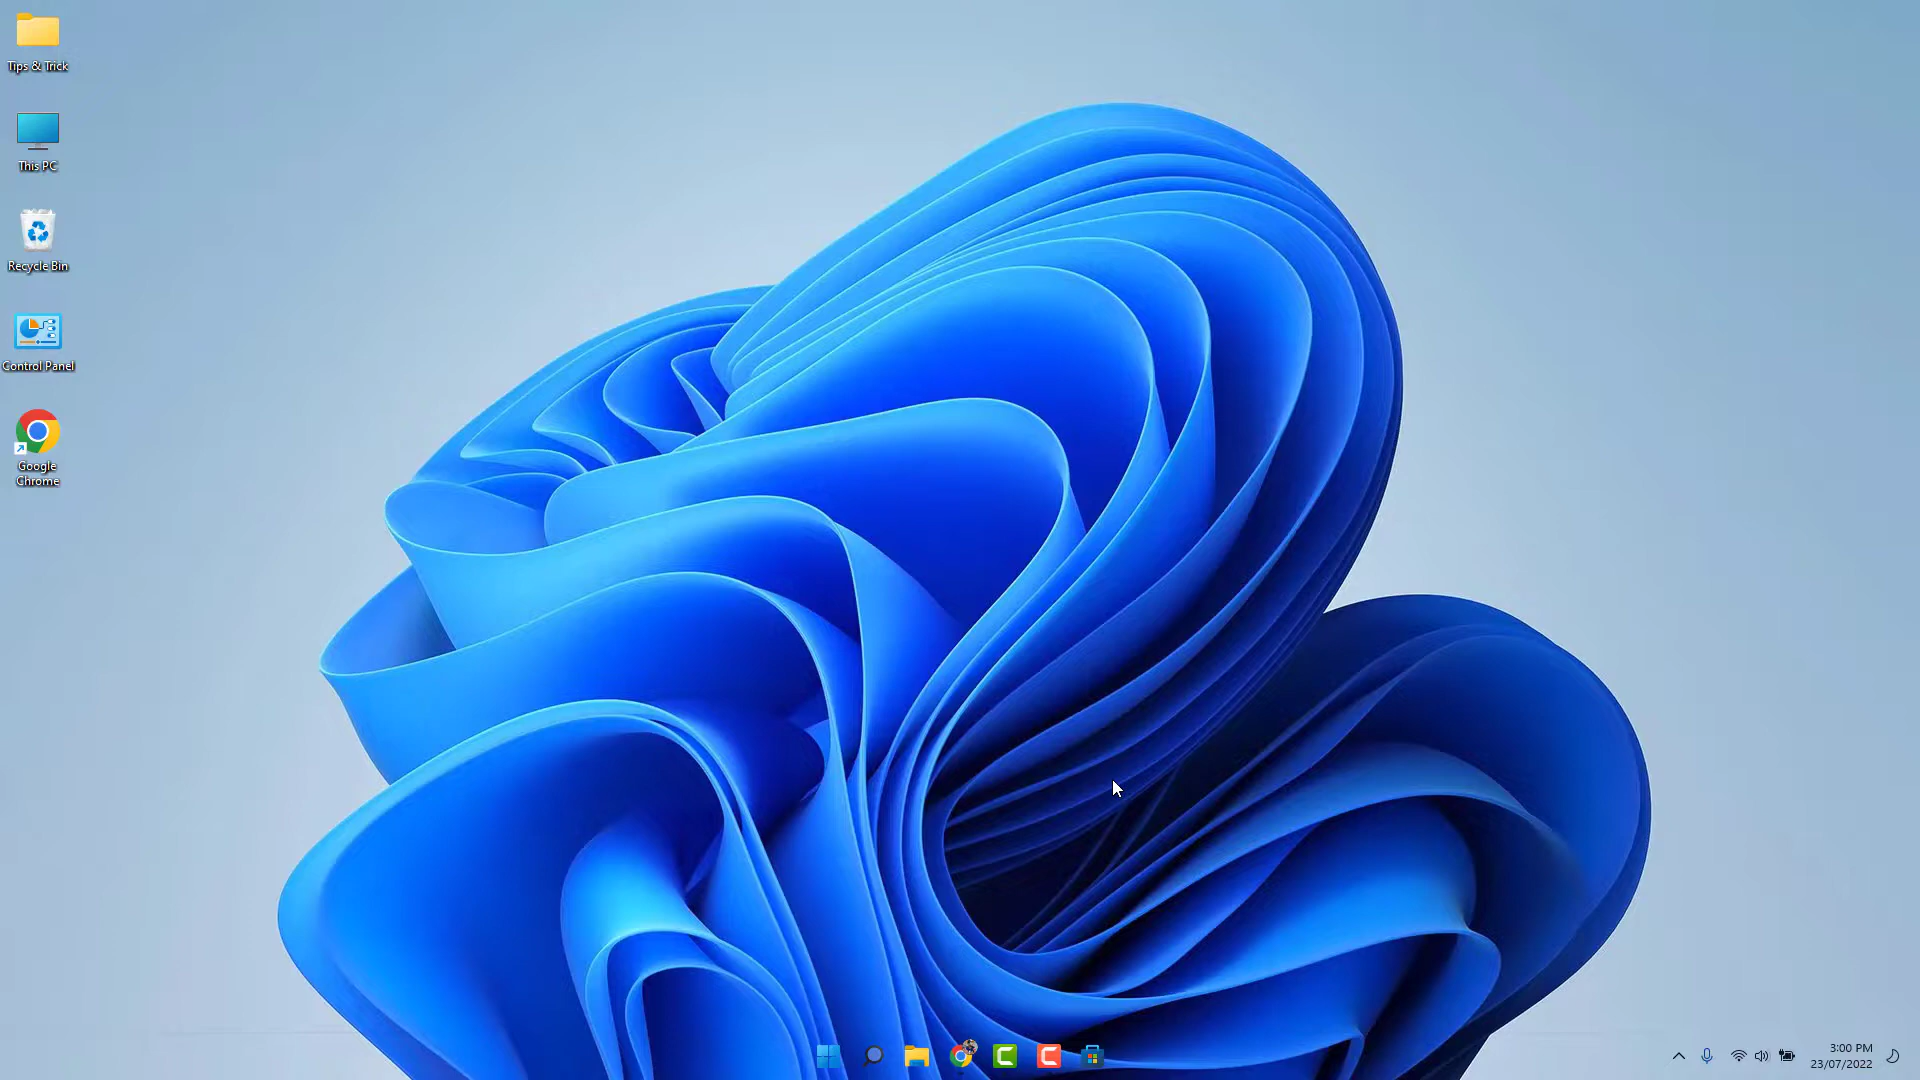 Tips & Trick
This PC
Recycle Bin
Control Panel
Google
Chrome
3:00 PM
23/07/2022